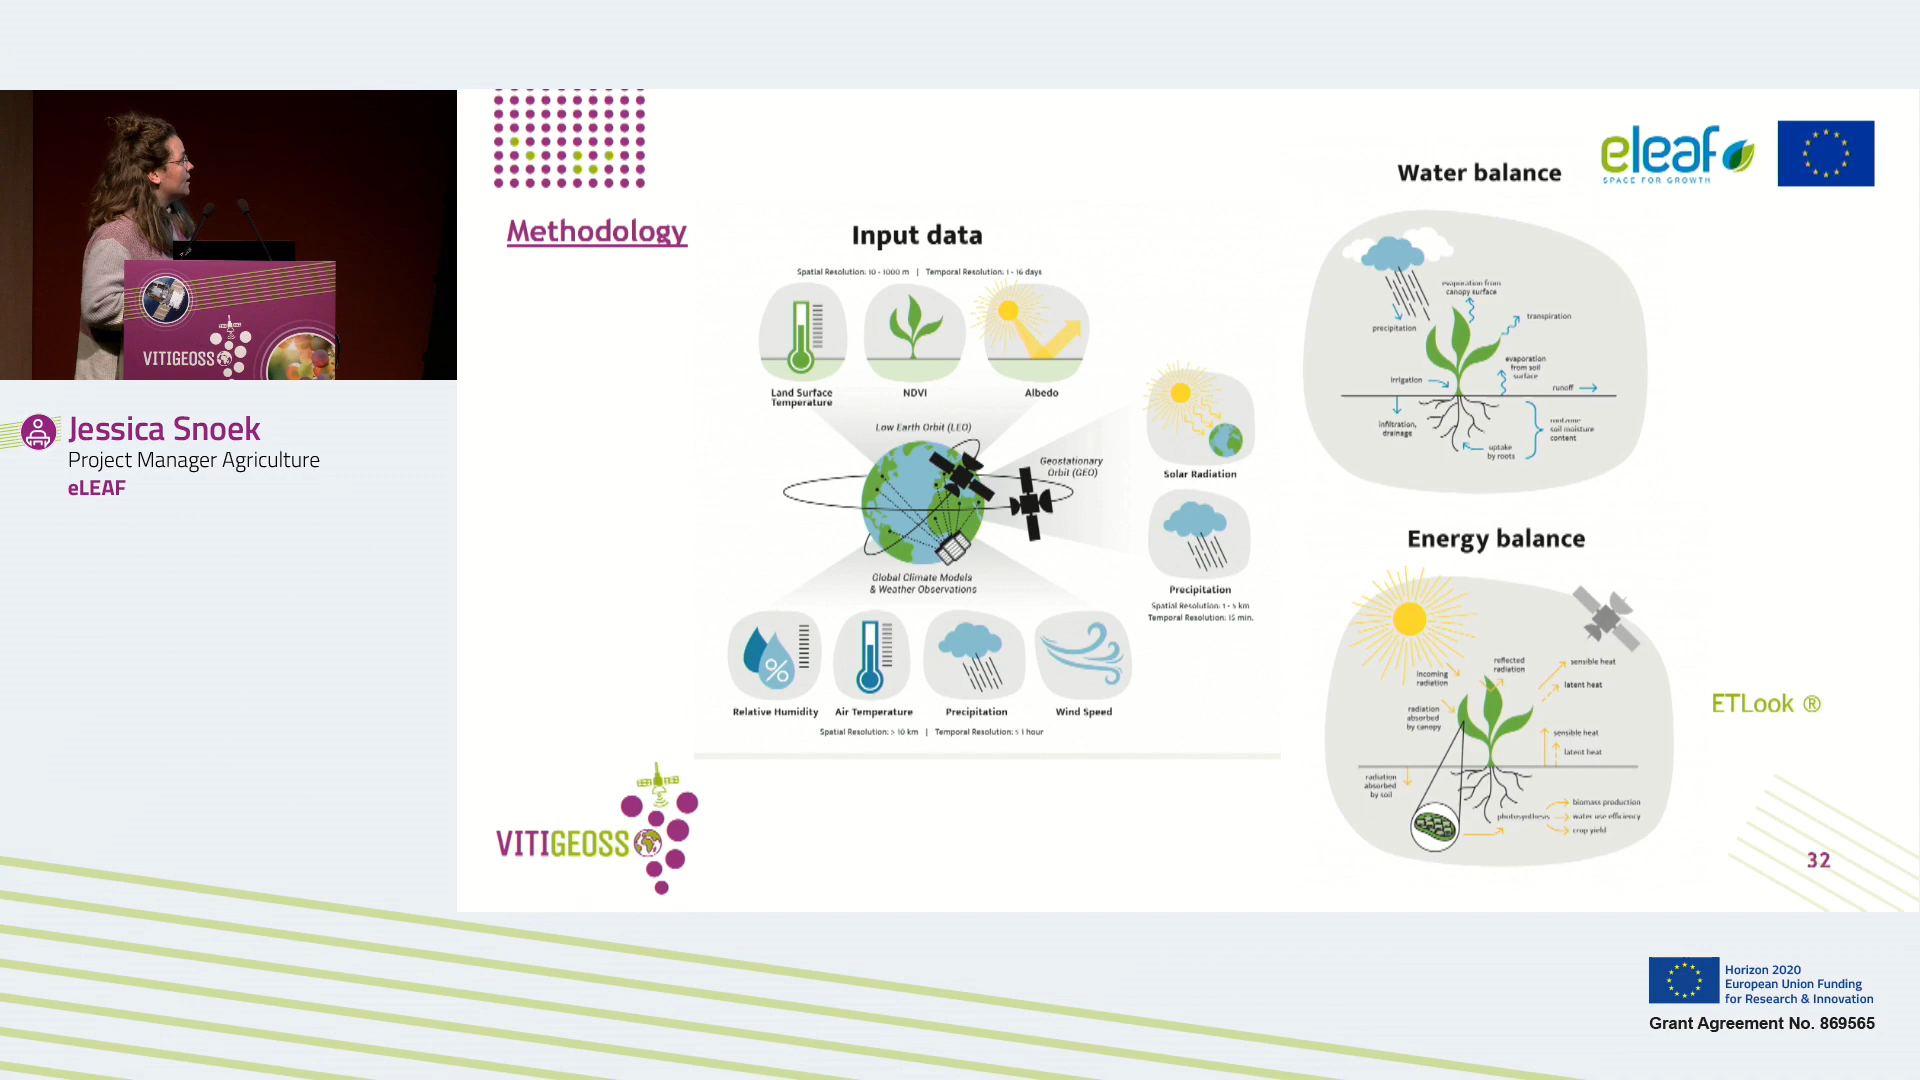 VITIGEOSS
Jessica Snoek
Project Manager Agriculture
eLEAF
Methodology
Input data
Spatial Resolution: 10 - 1000 m | Temporal Resolution: 1 - 16 days
Land Surface
Temperature
NDVI
Albedo
Low Earth Orbit (LEO)
Geostationary
Orbit (GEO)
Solar Radiation
Precipitation
Spatial Resolution: 1 - 5 km
Temporal Resolution: 15 min.
Global Climate Models
& Weather Observations
%
Relative Humidity
Air Temperature
Precipitation
Wind Speed
Spatial Resolution: > 10 km | Temporal Resolution: ≤ 1 hour
VITIGEOSS
Water balance
eleaf
SPACE FOR GROWTH
evaporation from
canopy surface
precipitation
transpiration
evaporation
from soil
surface
irrigation
runoff
infiltration,
drainage
rootzone
soil moisture
content
uptake
by roots
Energy balance
incoming
radiation
reflected
radiation
sensible heat
latent heat
radiation
absorbed
by canopy
sensible heat
latent heat
radiation
absorbed
by soil
photosynthesis
biomass production
water use efficiency
crop yield
ETLook ®
32
Horizon 2020
European Union Funding
for Research & Innovation
Grant Agreement No. 869565